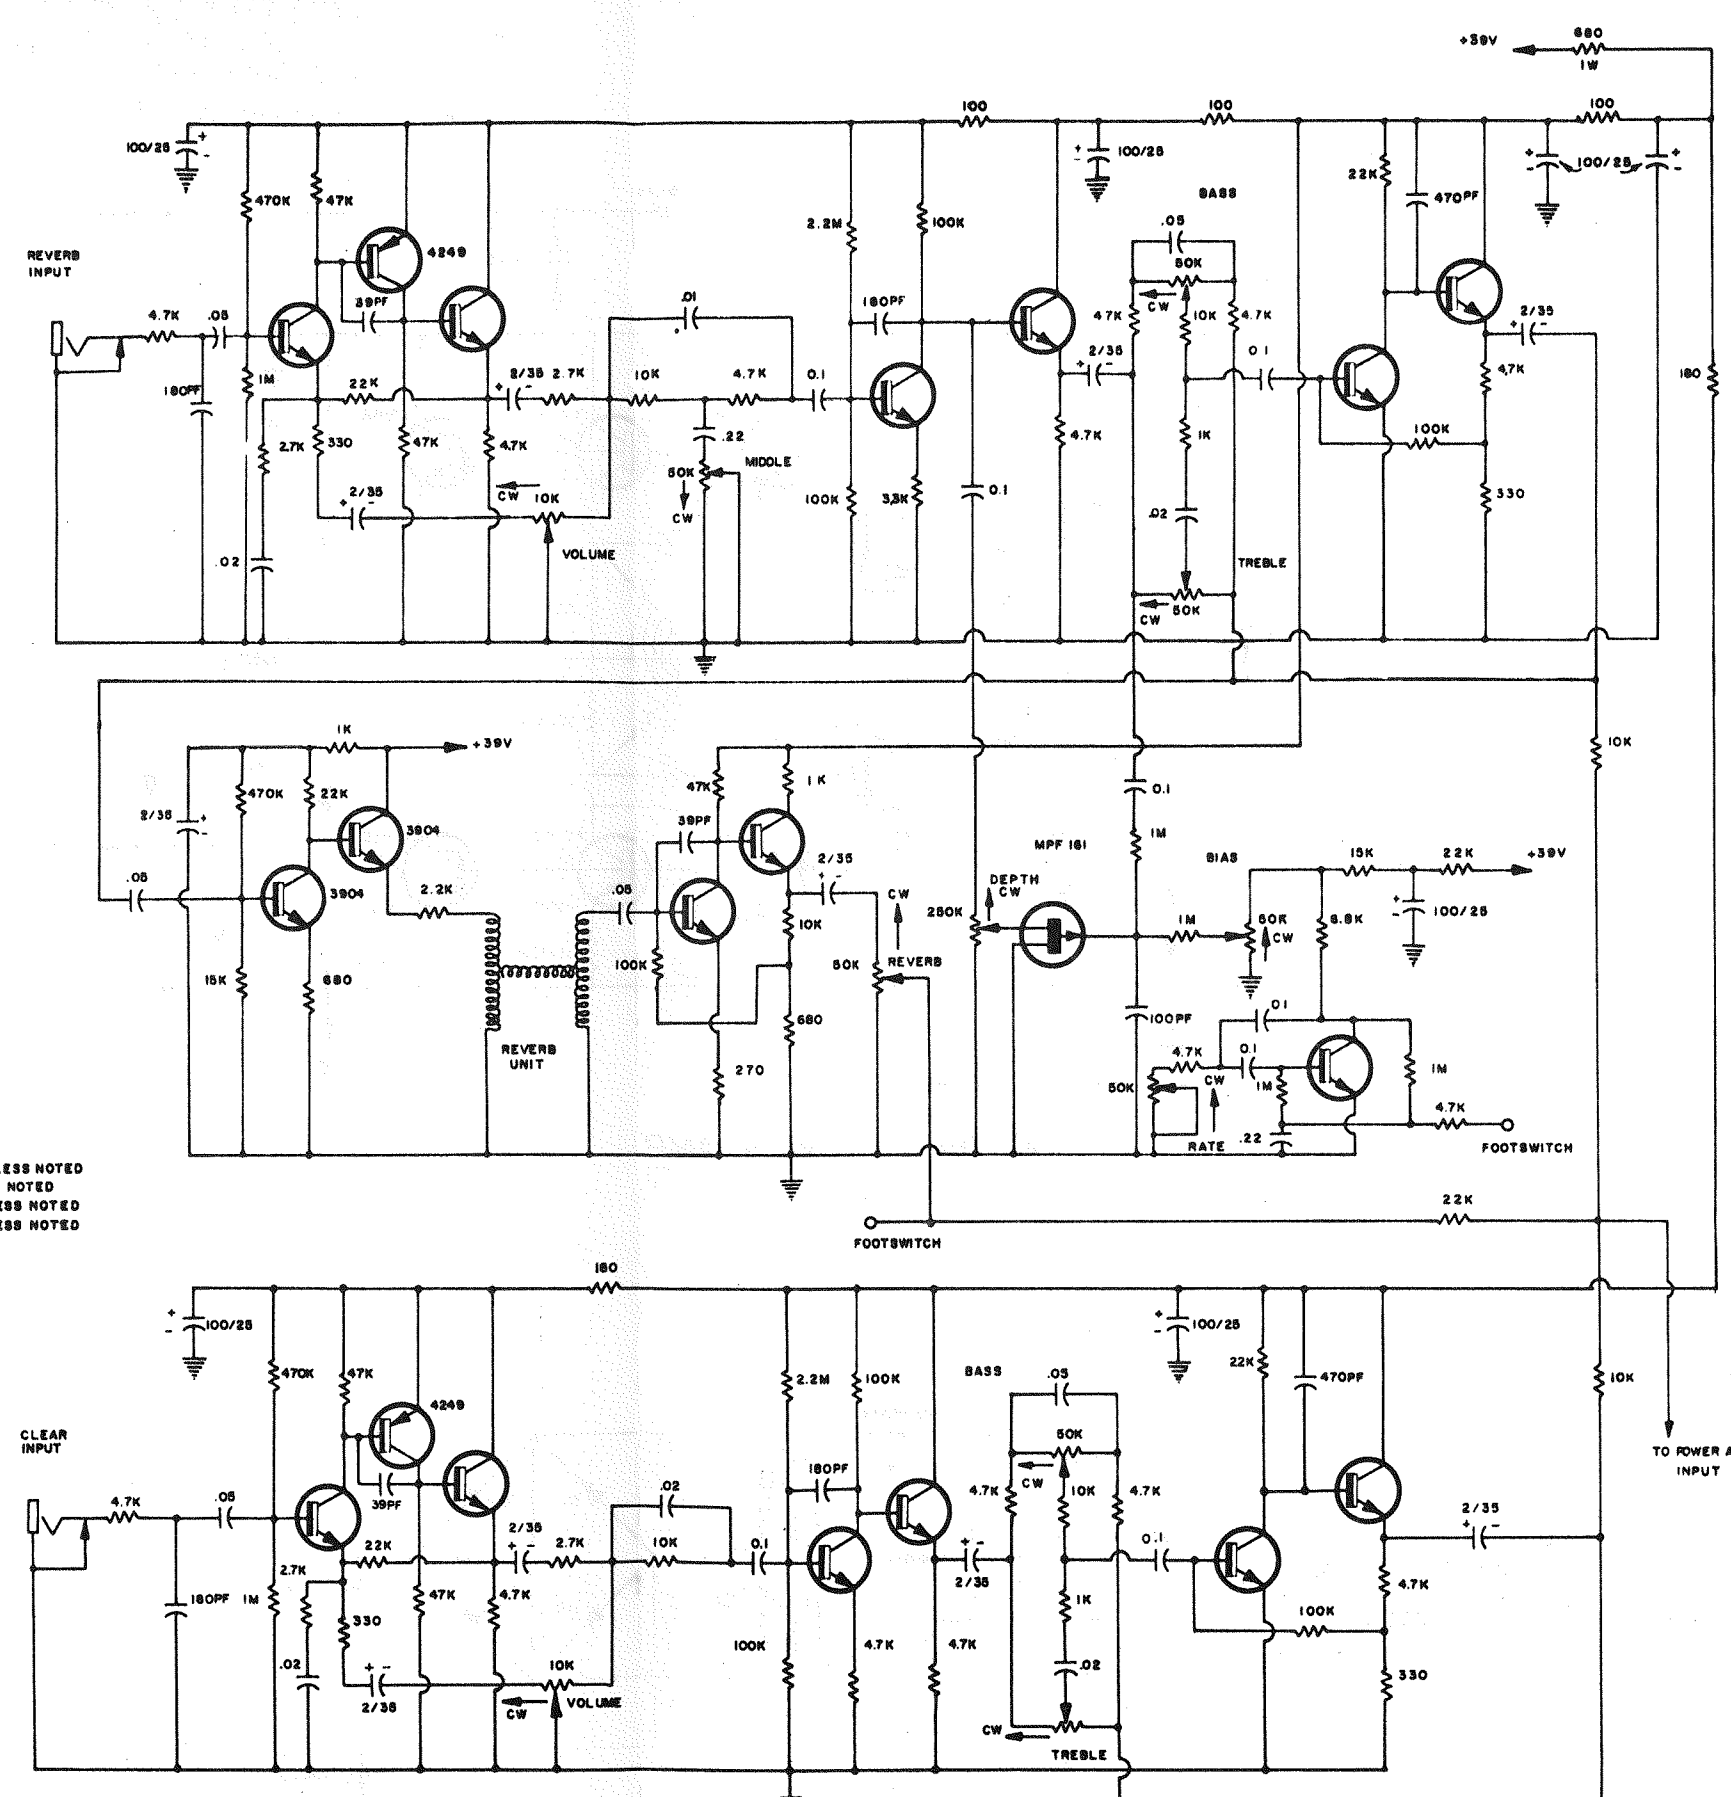 +39V
680
1W
100
100
100
100/25
+
-
470K
47K
4249
REVERB
INPUT
4.7K
.05
180PF
1M
39PF
22K
2/35
2.7K
10K
4.7K
.01
0.1
2.7K
330
47K
4.7K
.22
MIDDLE
50K
CW
2/35
CW
10K
VOLUME
.02
2.2M
100K
180PF
100K
3.3K
0.1
+
-
100/25
BASS
.05
50K
CW
47K
10K
4.7K
2/35
4.7K
1K
0.1
.02
TREBLE
CW
50K
22K
470PF
2/35
4.7K
100K
330
100/25
180
1K
+39V
2/35
470K
22K
3904
.05
3904
2.2K
15K
680
REVERB
UNIT
.05
39PF
47K
1K
2/35
CW
10K
50K
REVERB
100K
680
270
DEPTH
CW
250K
MPF 161
0.1
1M
BIAS
15K
22K
+39V
1M
50K
CW
6.8K
100/25
100PF
.01
4.7K
0.1
50K
CW
1M
1M
4.7K
.22
RATE
FOOTSWITCH
10K
LESS NOTED
NOTED
ESS NOTED
ESS NOTED
22K
FOOTSWITCH
180
+
-
100/25
470K
47K
4249
CLEAR
INPUT
4.7K
.05
39PF
22K
2/35
2.7K
10K
.02
0.1
180PF
1M
2.7K
330
47K
4.7K
.02
2/35
10K
CW
VOLUME
2.2M
100K
180PF
100K
4.7K
4.7K
2/35
BASS
.05
50K
CW
4.7K
10K
4.7K
1K
0.1
.02
CW
TREBLE
+
-
100/25
22K
470PF
2/35
4.7K
100K
330
10K
TO POWER A
INPUT